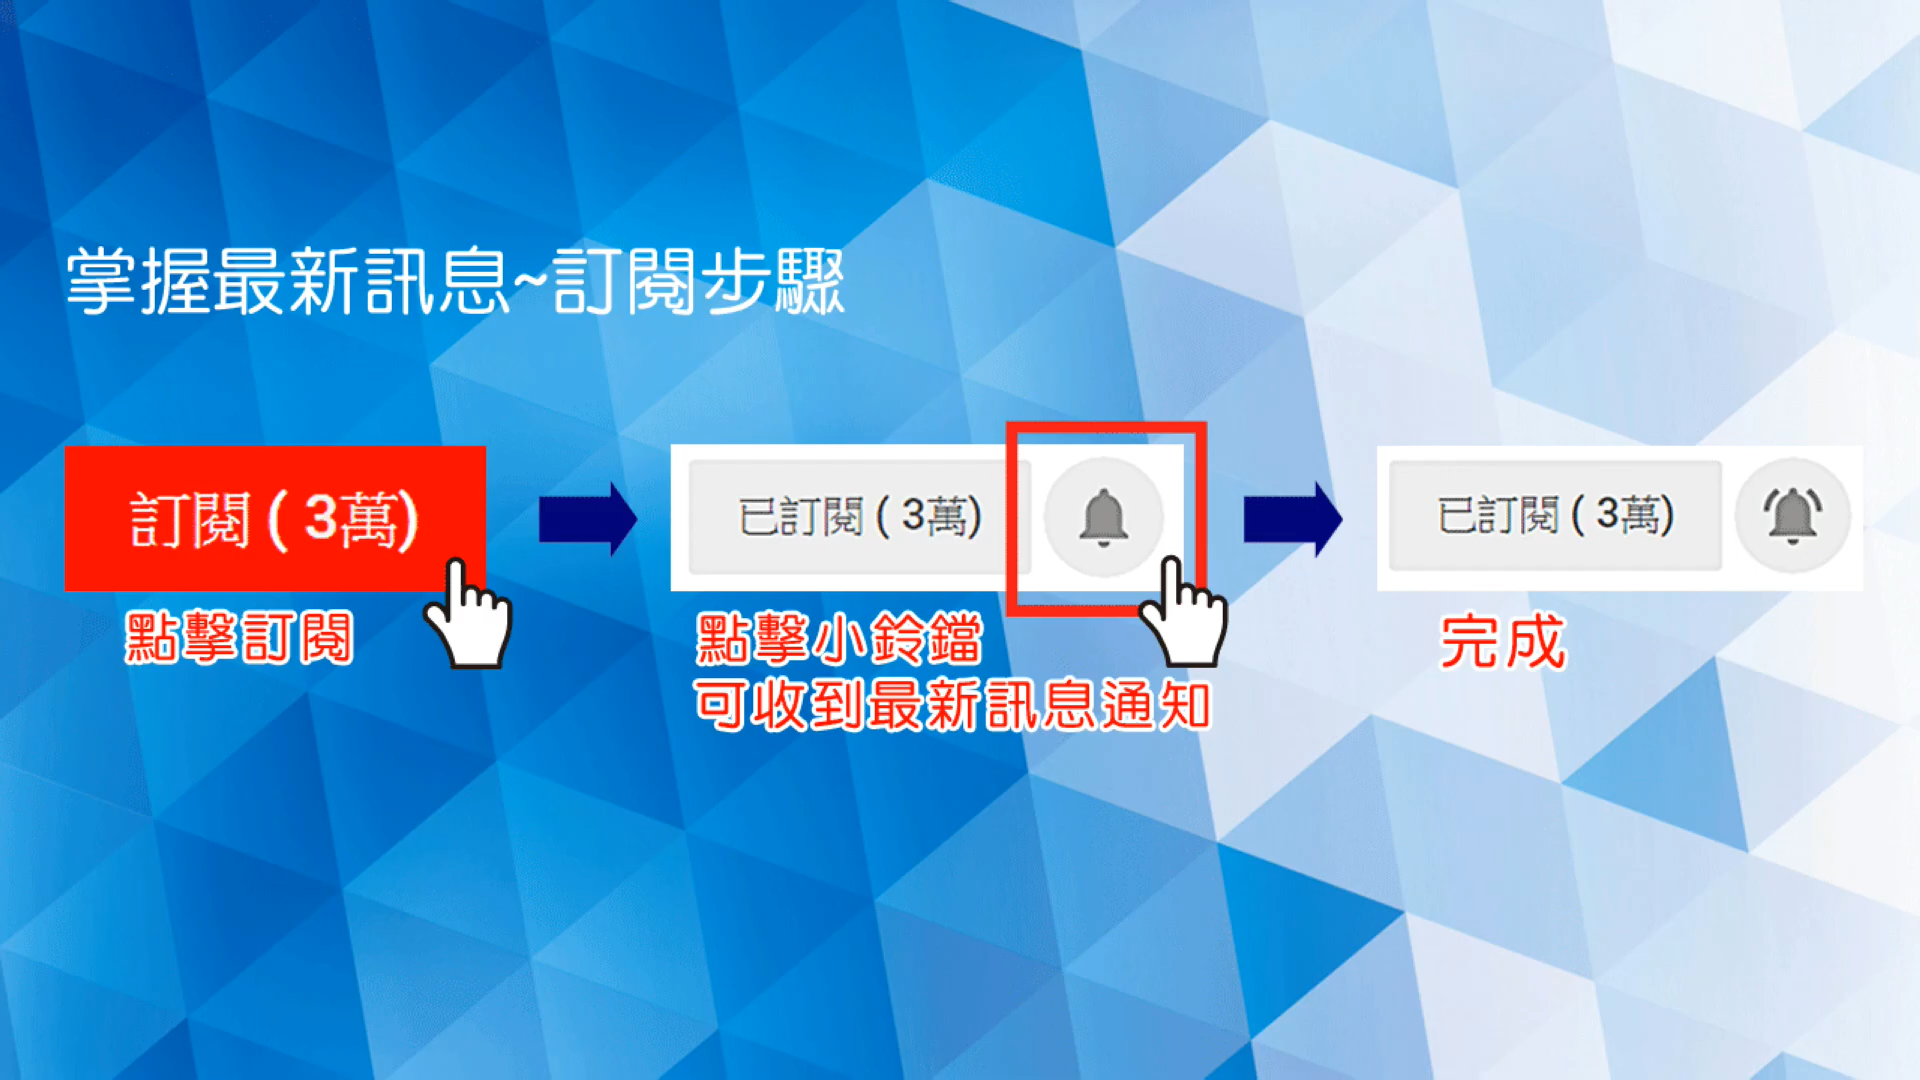 掌握最新訊息~訂閱步驟
訂閱 ( 3萬)
已訂閱 ( 3萬)
已訂閱 ( 3萬)
點擊訂閱
點擊小鈴鐺
可收到最新訊息通知
完成